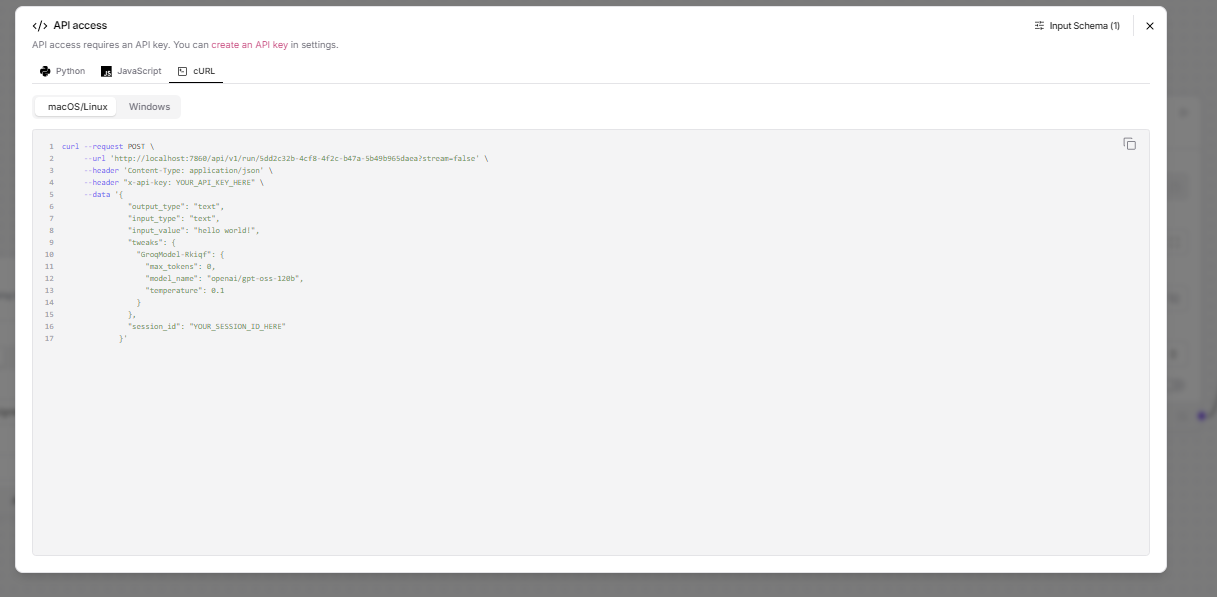 </> API access
Input Schema (1)
API access requires an API key. You can create an API key in settings.
Python
JavaScript
cURL
macOS/Linux
Windows
1 curl --request POST \
2 --url 'http://localhost:7860/api/v1/run/5dd2c32b-4cf8-4f2c-b47a-5b49b965daea?stream=false' \
3 --header 'Content-Type: application/json' \
4 --header "x-api-key: YOUR_API_KEY_HERE" \
5 --data '{
6 "output_type": "text",
7 "input_type": "text",
8 "input_value": "hello world!",
9 "tweaks": {
10 "GroqModel-Rkiqf": {
11 "max_tokens": 0,
12 "model_name": "openai/gpt-oss-120b",
13 "temperature": 0.1
14 }
15 },
16 "session_id": "YOUR_SESSION_ID_HERE"
17 }'